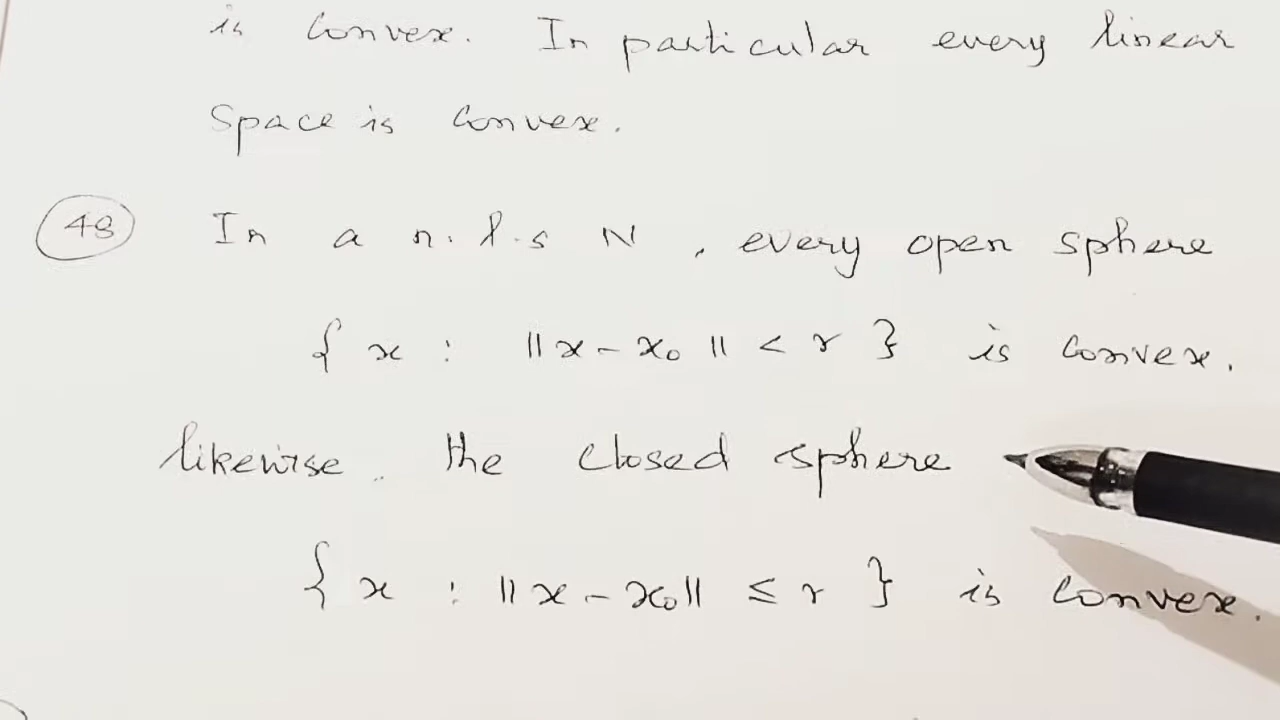 is convex. In particular every linear
space is convex.
48 In a n.l.s N, every open sphere
{ x : ||x - x₀|| < r } is convex.
likewise the closed sphere
{ x : ||x - x₀|| ≤ r } is convex.